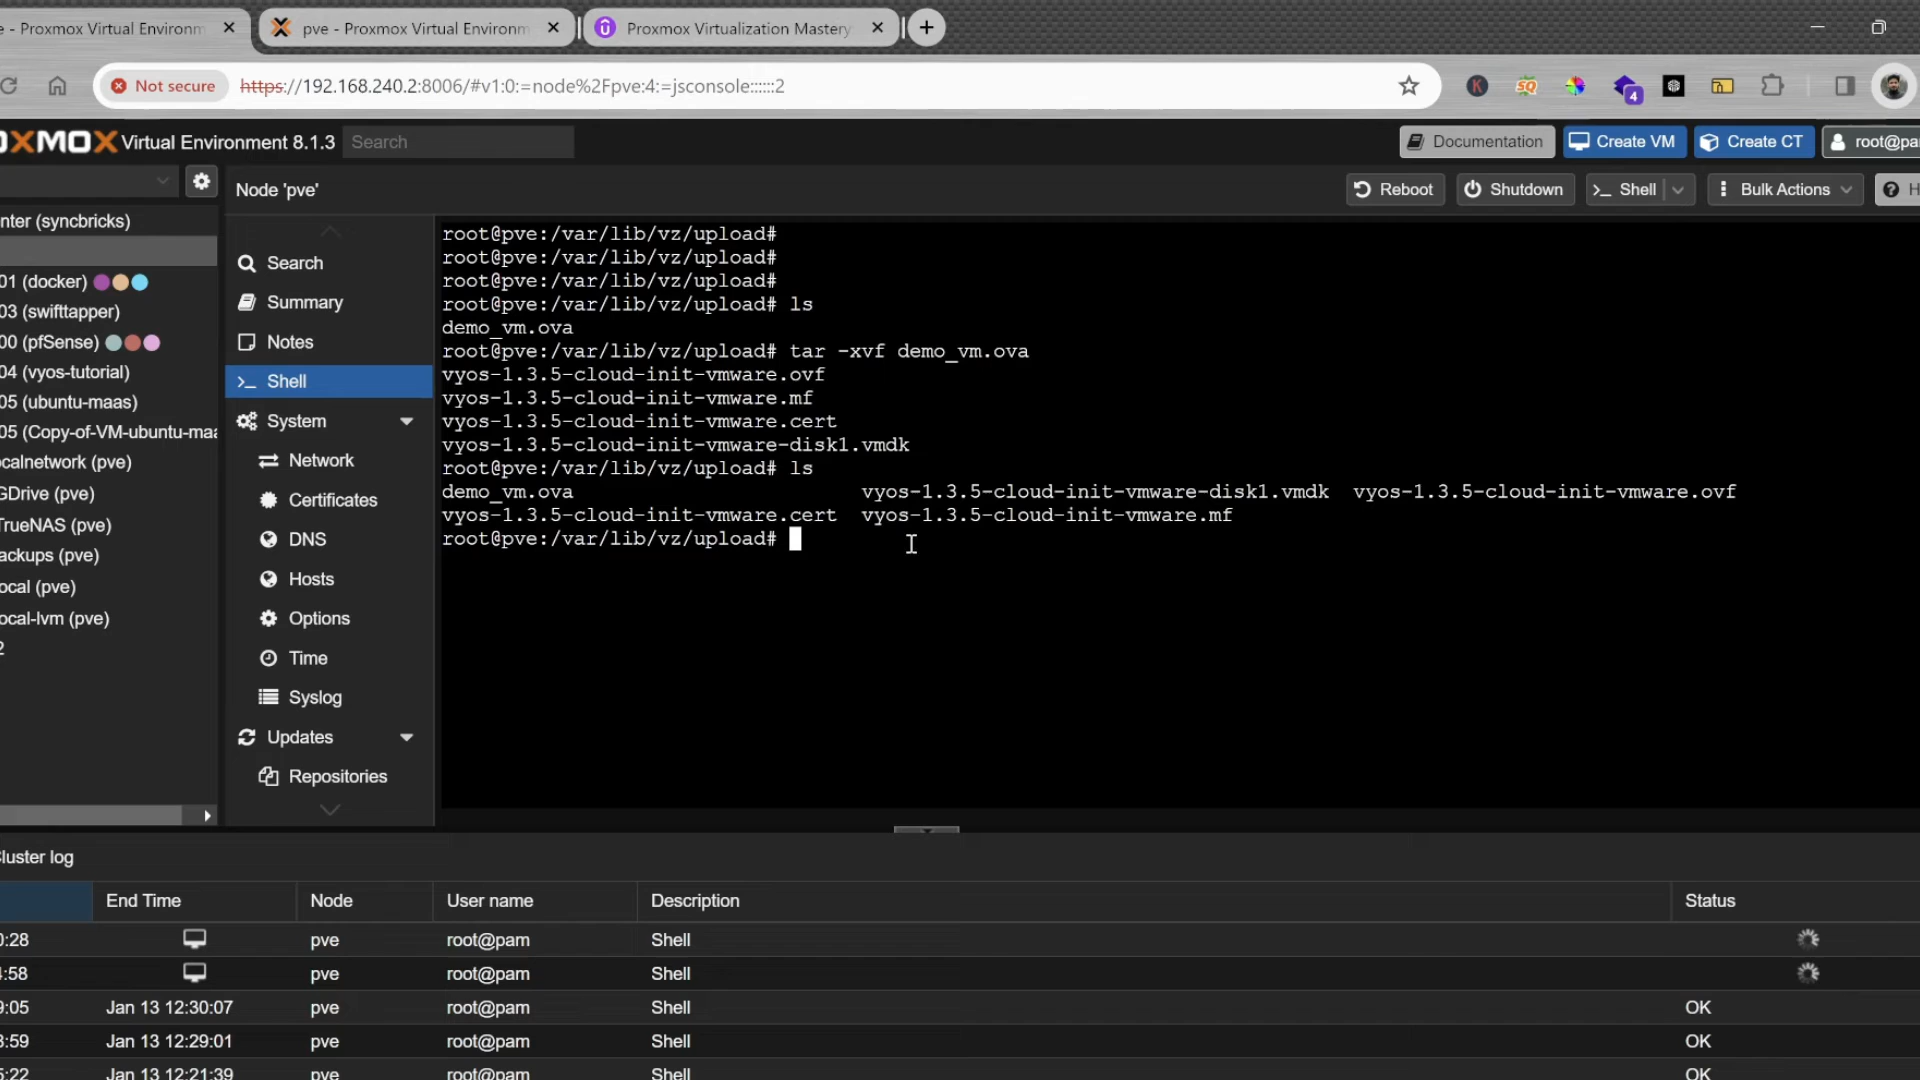 e - Proxmox Virtual Environm
pve - Proxmox Virtual Environm
Proxmox Virtualization Mastery
Not secure
https://192.168.240.2:8006/#v1:0:=node%2Fpve:4:=jsconsole::::::2
K
SQ
4
OXMOX Virtual Environment 8.1.3
Search
Documentation
Create VM
Create CT
root@pa
Node 'pve'
Reboot
Shutdown
>_ Shell
Bulk Actions
H
nter (syncbricks)
01 (docker)
03 (swifttapper)
00 (pfSense)
04 (vyos-tutorial)
05 (ubuntu-maas)
05 (Copy-of-VM-ubuntu-maa
ocalnetwork (pve)
GDrive (pve)
TrueNAS (pve)
ackups (pve)
ocal (pve)
ocal-lvm (pve)
2
Search
Summary
Notes
>_ Shell
System
Network
Certificates
DNS
Hosts
Options
Time
Syslog
Updates
Repositories
root@pve:/var/lib/vz/upload#
root@pve:/var/lib/vz/upload#
root@pve:/var/lib/vz/upload#
root@pve:/var/lib/vz/upload# ls
demo_vm.ova
root@pve:/var/lib/vz/upload# tar -xvf demo_vm.ova
vyos-1.3.5-cloud-init-vmware.ovf
vyos-1.3.5-cloud-init-vmware.mf
vyos-1.3.5-cloud-init-vmware.cert
vyos-1.3.5-cloud-init-vmware-disk1.vmdk
root@pve:/var/lib/vz/upload# ls
demo_vm.ova vyos-1.3.5-cloud-init-vmware-disk1.vmdk vyos-1.3.5-cloud-init-vmware.ovf
vyos-1.3.5-cloud-init-vmware.cert vyos-1.3.5-cloud-init-vmware.mf
root@pve:/var/lib/vz/upload#
Cluster log
End Time Node User name Description Status
0:28 pve root@pam Shell
:58 pve root@pam Shell
9:05 Jan 13 12:30:07 pve root@pam Shell OK
8:59 Jan 13 12:29:01 pve root@pam Shell OK
5:22 Jan 13 12:21:39 pve root@pam Shell OK